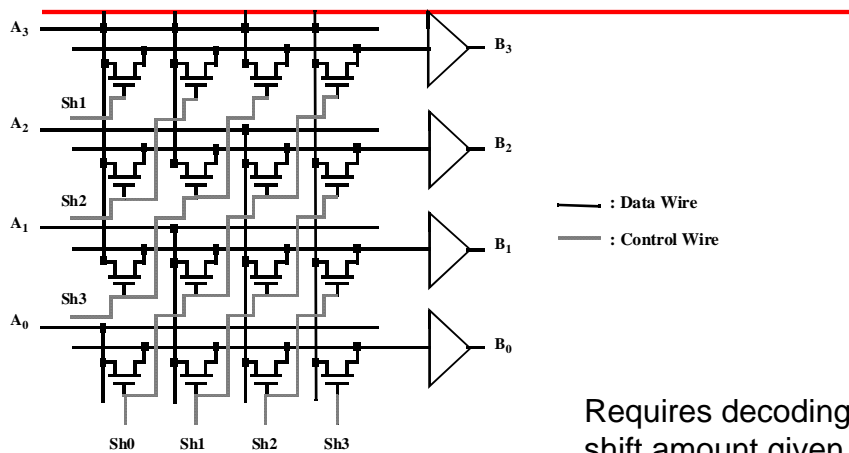 A3
B3
Sh1
A2
B2
Sh2
: Data Wire
A1
: Control Wire
B1
Sh3
A0
B0
Sh0 Sh1 Sh2 Sh3
Requires decoding
shift amount given